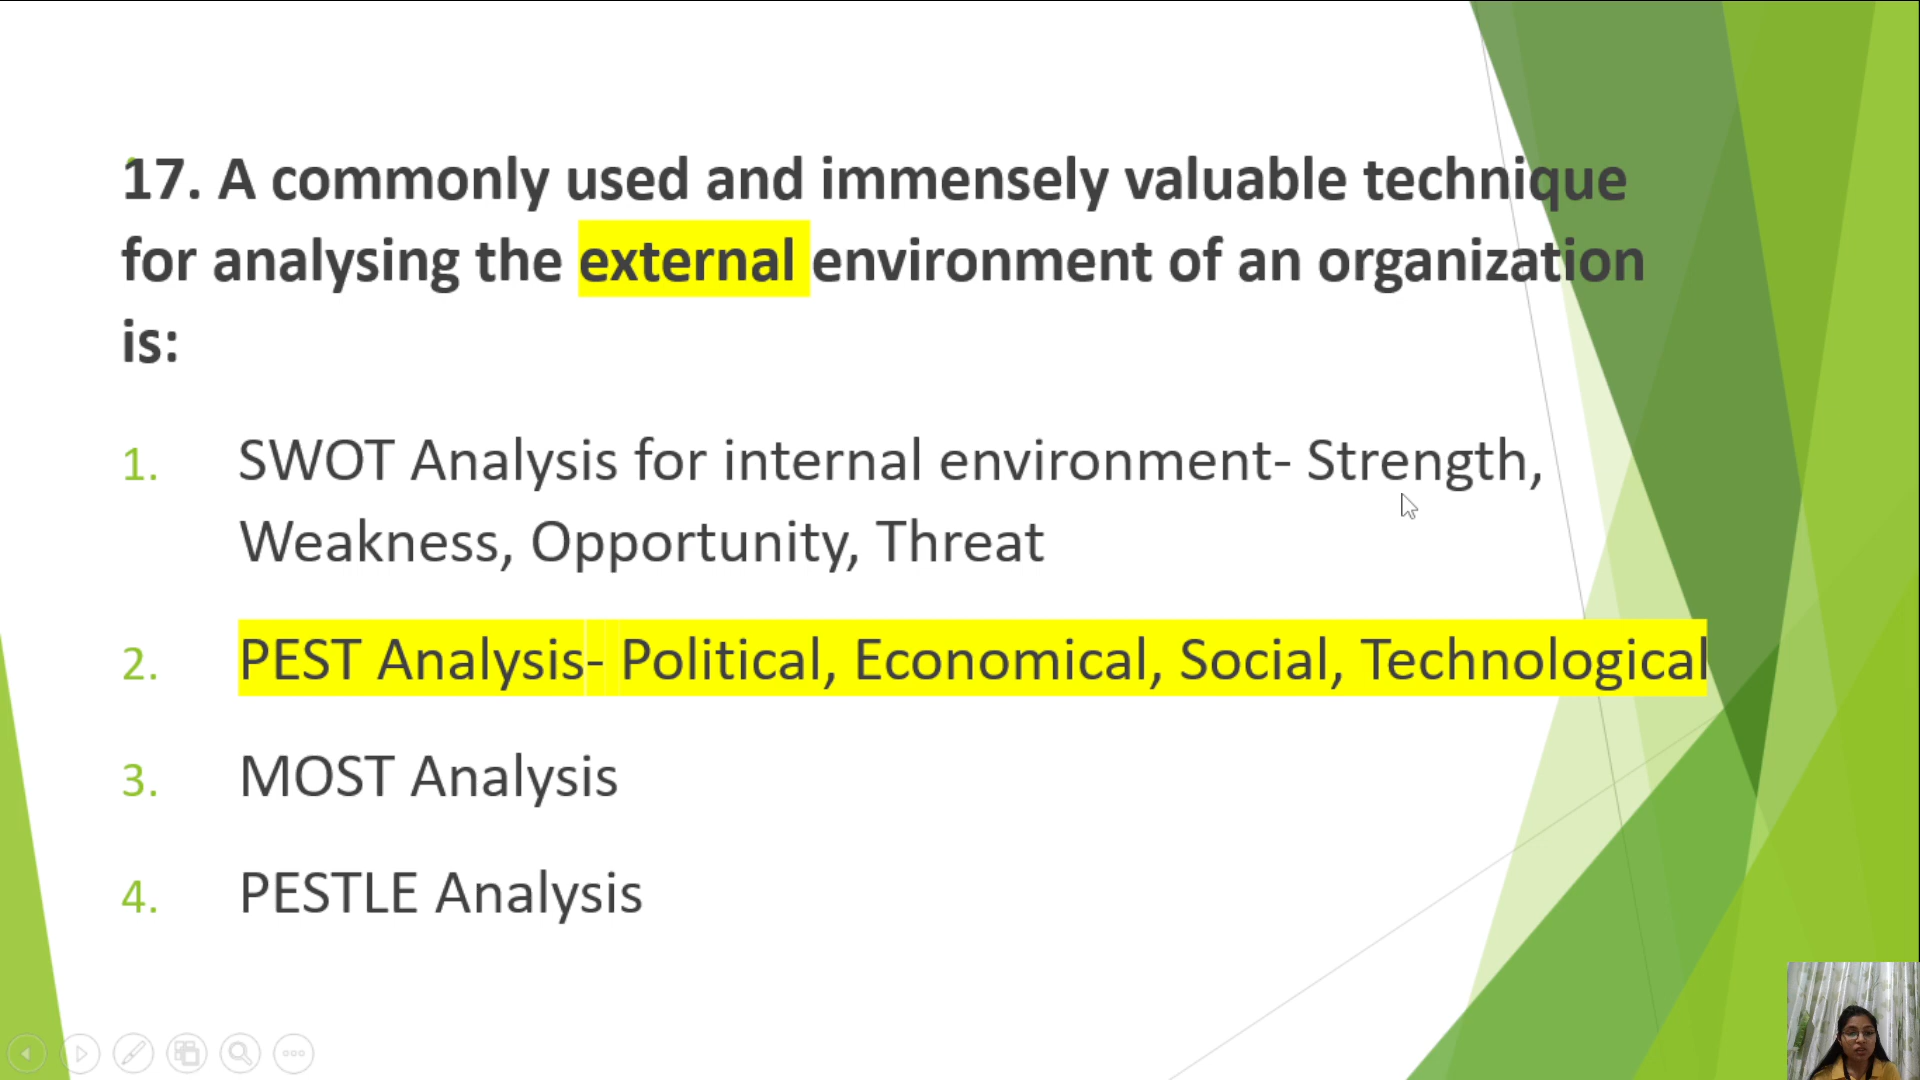 17. A commonly used and immensely valuable technique
for analysing the external environment of an organization
is:
1. SWOT Analysis for internal environment- Strength,
Weakness, Opportunity, Threat
2. PEST Analysis- Political, Economical, Social, Technological
3. MOST Analysis
4. PESTLE Analysis